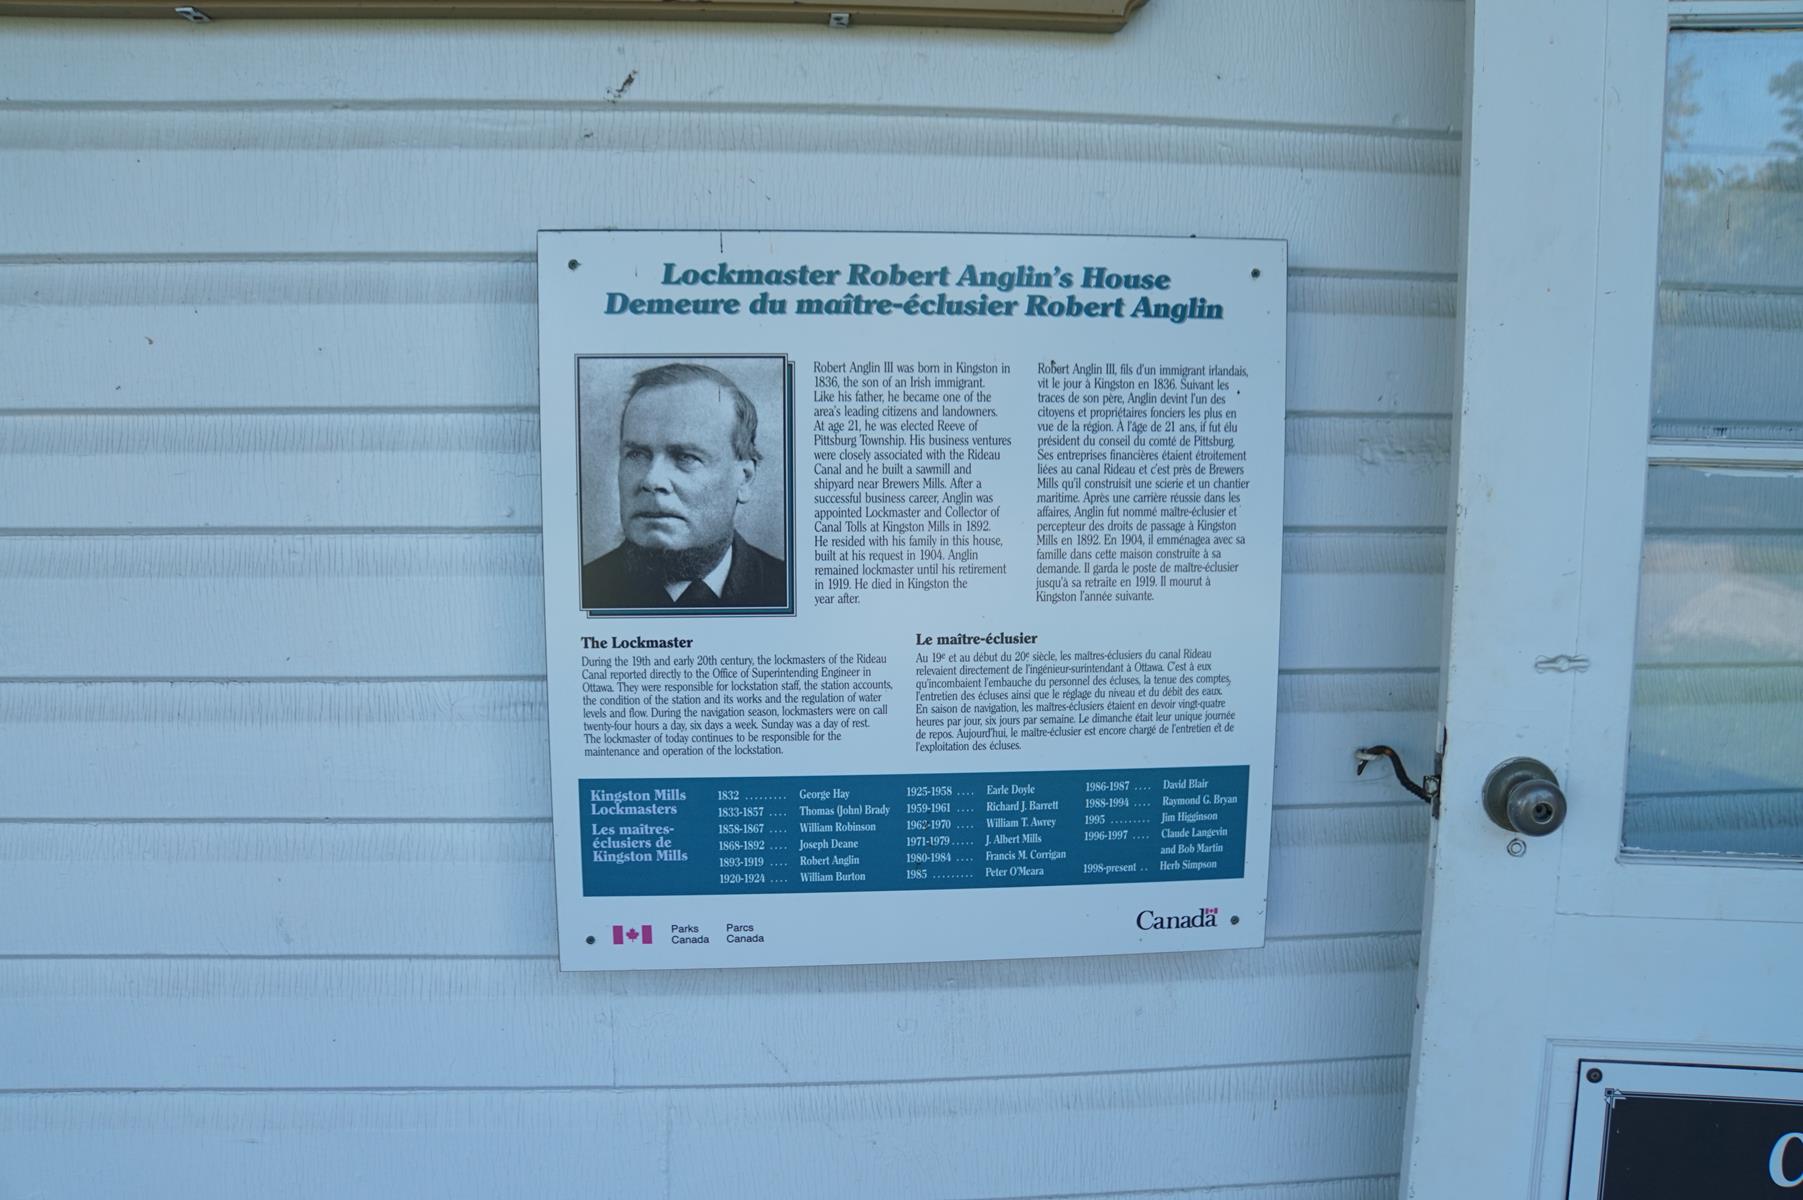 Lockmaster Robert Anglin's House
Demeure du maître-éclusier Robert Anglin
Robert Anglin III was born in Kingston in
1836, the son of an Irish immigrant.
Like his father, he became one of the
area's leading citizens and landowners.
At age 21, he was elected Reeve of
Pittsburg Township. His business ventures
were closely associated with the Rideau
Canal and he built a sawmill and
shipyard near Brewers Mills. After a
successful business career, Anglin was
appointed Lockmaster and Collector of
Canal Tolls at Kingston Mills in 1892.
He resided with his family in this house,
built at his request in 1904. Anglin
remained lockmaster until his retirement
in 1919. He died in Kingston the
year after.
Robert Anglin III, fils d'un immigrant irlandais,
vit le jour à Kingston en 1836. Suivant les
traces de son père, Anglin devint l'un des
citoyens et propriétaires fonciers les plus en
vue de la région. À l'âge de 21 ans, if fut élu
président du conseil du comté de Pittsburg.
Ses entreprises financières étaient étroitement
liées au canal Rideau et c'est près de Brewers
Mills qu'il construisit une scierie et un chantier
maritime. Après une carrière réussie dans les
affaires, Anglin fut nommé maître-éclusier et
percepteur des droits de passage à Kingston
Mills en 1892. En 1904, il emménagea avec sa
famille dans cette maison construite à sa
demande. Il garda le poste de maître-éclusier
jusqu'à sa retraite en 1919. Il mourut à
Kingston l'année suivante.
The Lockmaster
During the 19th and early 20th century, the lockmasters of the Rideau
Canal reported directly to the Office of Superintending Engineer in
Ottawa. They were responsible for lockstation staff, the station accounts,
the condition of the station and its works and the regulation of water
levels and flow. During the navigation season, lockmasters were on call
twenty-four hours a day, six days a week. Sunday was a day of rest.
The lockmaster of today continues to be responsible for the
maintenance and operation of the lockstation.
Le maître-éclusier
Au 19e et au début du 20e siècle, les maîtres-éclusiers du canal Rideau
relevaient directement de l'ingénieur-surintendant à Ottawa. C'est à eux
qu'incombaient l'embauche du personnel des écluses, la tenue des comptes,
l'entretien des écluses ainsi que le réglage du niveau et du débit des eaux.
En saison de navigation, les maîtres-éclusiers étaient en devoir vingt-quatre
heures par jour, six jours par semaine. Le dimanche était leur unique journée
de repos. Aujourd'hui, le maître-éclusier est encore chargé de l'entretien et de
l'exploitation des écluses.
Kingston Mills
Lockmasters
Les maîtres-
éclusiers de
Kingston Mills
1832 ......... George Hay
1833-1857 .... Thomas (John) Brady
1858-1867 .... William Robinson
1868-1892 .... Joseph Deane
1893-1919 .... Robert Anglin
1920-1924 .... William Burton
1925-1958 .... Earle Doyle
1959-1961 .... Richard J. Barrett
1962-1970 .... William T. Awrey
1971-1979 ..... J. Albert Mills
1980-1984 .... Francis M. Corrigan
1985 ......... Peter O'Meara
1986-1987 .... David Blair
1988-1994 .... Raymond G. Bryan
1995 ......... Jim Higginson
1996-1997 .... Claude Langevin
and Bob Martin
1998-present .. Herb Simpson
Parks
Canada
Parcs
Canada
Canada